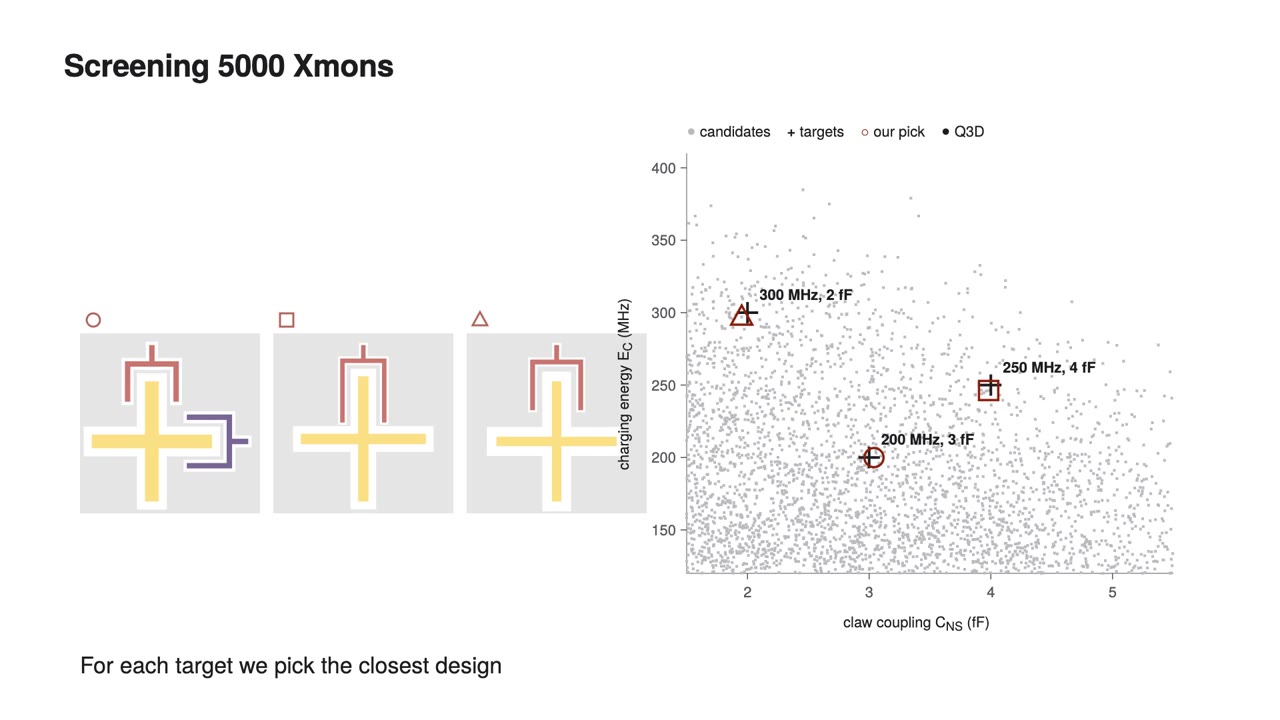 Screening 5000 Xmons
candidates targets our pick Q3D
400
350
300
250
200
150
charging energy EC (MHz)
300 MHz, 2 fF
250 MHz, 4 fF
200 MHz, 3 fF
2 3 4 5
claw coupling CNS (fF)
For each target we pick the closest design